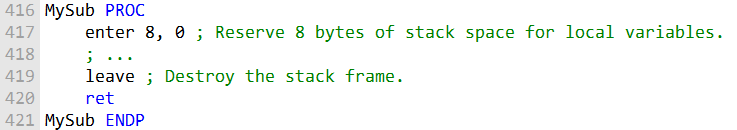 416 MySub PROC
417     enter 8, 0 ; Reserve 8 bytes of stack space for local variables.
418     ; ...
419     leave ; Destroy the stack frame.
420     ret
421 MySub ENDP